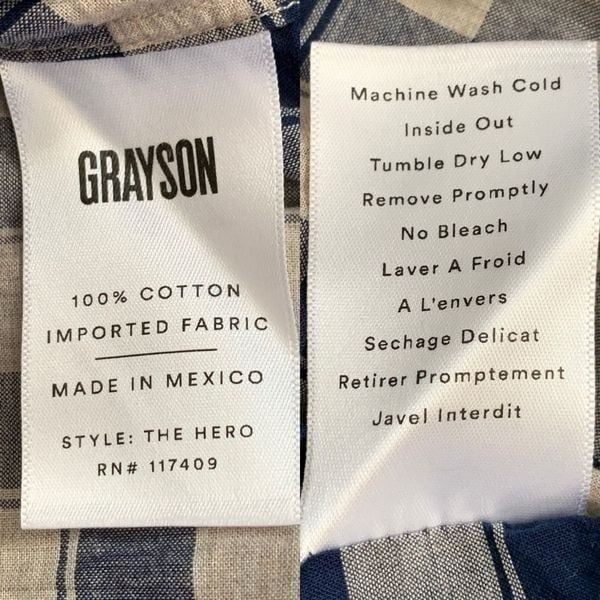 GRAYSON
100% COTTON
IMPORTED FABRIC
MADE IN MEXICO
STYLE: THE HERO
RN# 117409
Machine Wash Cold
Inside Out
Tumble Dry Low
Remove Promptly
No Bleach
Laver A Froid
A L'envers
Sechage Delicat
Retirer Promptement
Javel Interdit